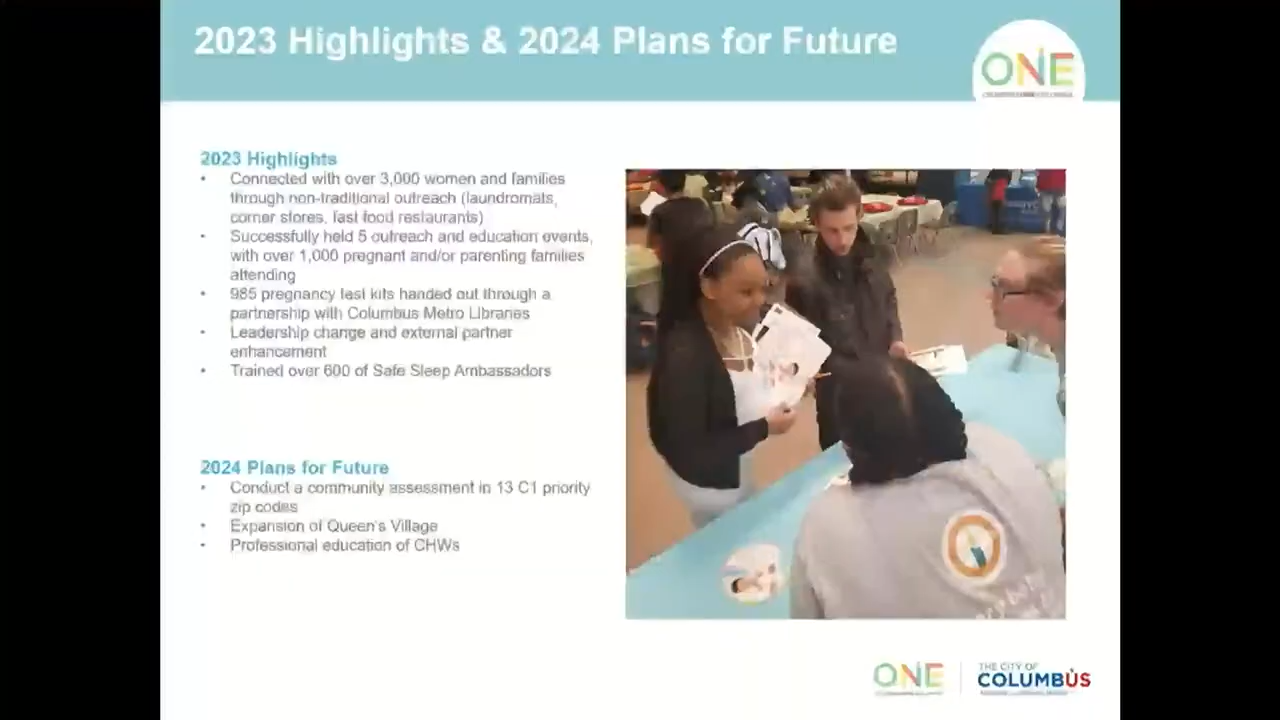 2023 Highlights & 2024 Plans for Future
ONE
2023 Highlights
• Connected with over 3,000 women and families
through non-traditional outreach (laundromats,
corner stores, fast food restaurants)
• Successfully held 5 outreach and education events,
with over 1,000 pregnant and/or parenting families
attending
• 985 pregnancy test kits handed out through a
partnership with Columbus Metro Libraries
• Leadership change and external partner
enhancement
• Trained over 600 of Safe Sleep Ambassadors
2024 Plans for Future
• Conduct a community assessment in 13 C1 priority
zip codes
• Expansion of Queen's Village
• Professional education of CHWs
ONE
THE CITY OF
COLUMBUS